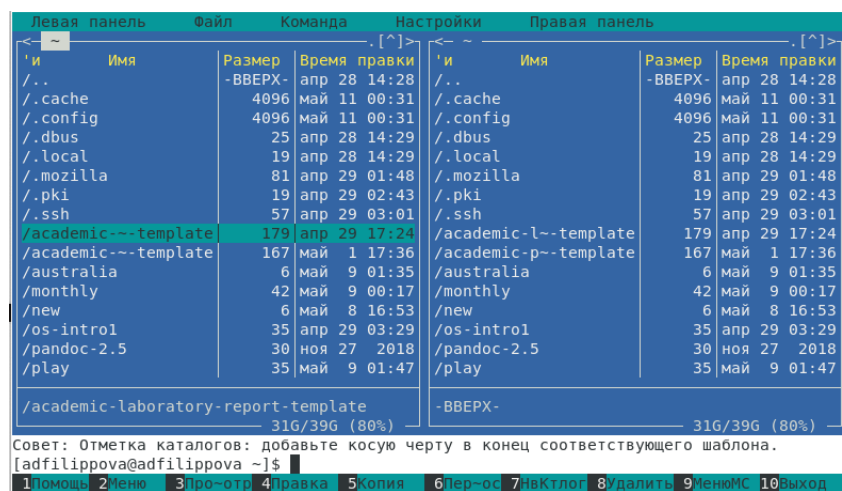 Левая панель Файл Команда Настройки Правая панель
<- ~ .[^]> <- ~ .[^]>
'и Имя Размер Время правки 'и Имя Размер Время правки
/.. -ВВЕРХ- апр 28 14:28 /.. -ВВЕРХ- апр 28 14:28
/.cache 4096 май 11 00:31 /.cache 4096 май 11 00:31
/.config 4096 май 11 00:31 /.config 4096 май 11 00:31
/.dbus 25 апр 28 14:29 /.dbus 25 апр 28 14:29
/.local 19 апр 28 14:29 /.local 19 апр 28 14:29
/.mozilla 81 апр 29 01:48 /.mozilla 81 апр 29 01:48
/.pki 19 апр 29 02:43 /.pki 19 апр 29 02:43
/.ssh 57 апр 29 03:01 /.ssh 57 апр 29 03:01
/academic-~-template 179 апр 29 17:24 /academic-l~-template 179 апр 29 17:24
/academic-~-template 167 май 1 17:36 /academic-p~-template 167 май 1 17:36
/australia 6 май 9 01:35 /australia 6 май 9 01:35
/monthly 42 май 9 00:17 /monthly 42 май 9 00:17
/new 6 май 8 16:53 /new 6 май 8 16:53
/os-intro1 35 апр 29 03:29 /os-intro1 35 апр 29 03:29
/pandoc-2.5 30 ноя 27 2018 /pandoc-2.5 30 ноя 27 2018
/play 35 май 9 01:47 /play 35 май 9 01:47
/academic-laboratory-report-template -ВВЕРХ-
31G/39G (80%) 31G/39G (80%)
Совет: Отметка каталогов: добавьте косую черту в конец соответствующего шаблона.
[adfilippova@adfilippova ~]$
1Помощь 2Меню 3Про~отр 4Правка 5Копия 6Пер~ос 7НвКтлог 8Удалить 9МенюМС 10Выход